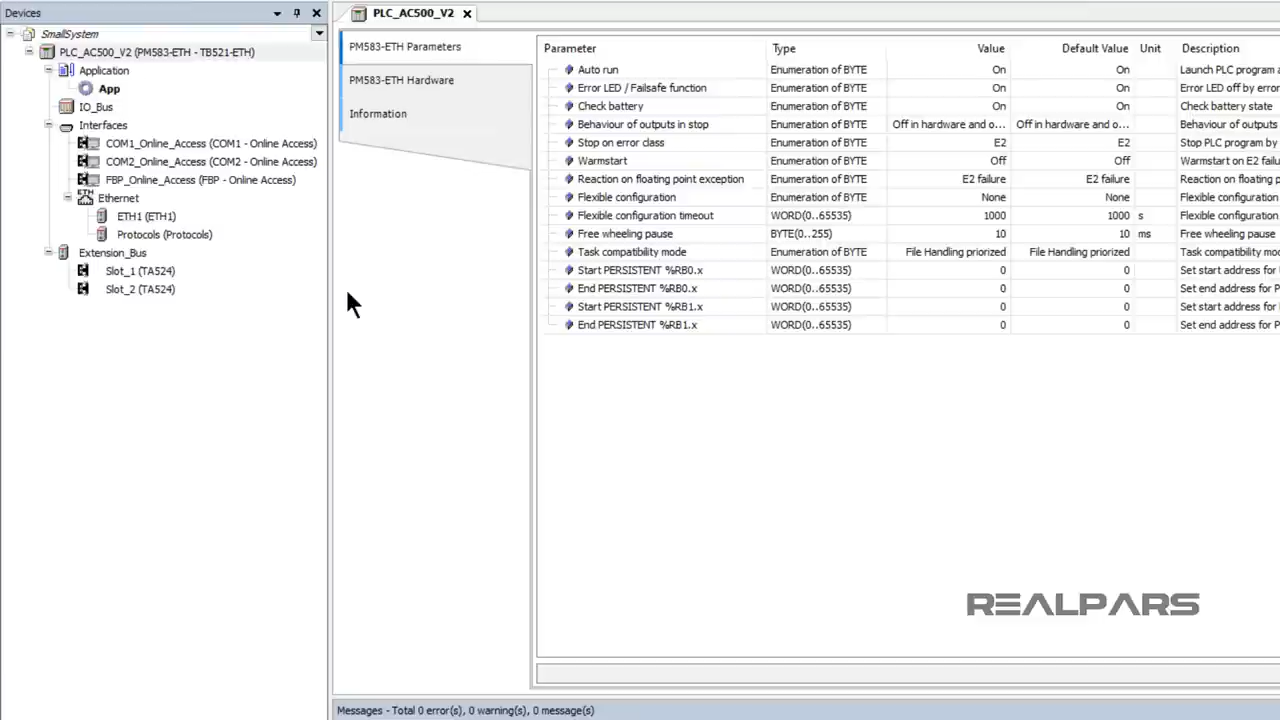 Devices
SmallSystem
PLC_AC500_V2 (PM583-ETH - TB521-ETH)
Application
App
IO_Bus
Interfaces
COM1_Online_Access (COM1 - Online Access)
COM2_Online_Access (COM2 - Online Access)
FBP_Online_Access (FBP - Online Access)
ETH
Ethernet
ETH1 (ETH1)
Protocols (Protocols)
Extension_Bus
Slot_1 (TA524)
Slot_2 (TA524)
PLC_AC500_V2
PM583-ETH Parameters
PM583-ETH Hardware
Information
Parameter Type Value Default Value Unit Description
Auto run Enumeration of BYTE On On Launch PLC program a
Error LED / Failsafe function Enumeration of BYTE On On Error LED off by error
Check battery Enumeration of BYTE On On Check battery state
Behaviour of outputs in stop Enumeration of BYTE Off in hardware and o... Off in hardware and o... Behaviour of outputs
Stop on error class Enumeration of BYTE E2 E2 Stop PLC program by
Warmstart Enumeration of BYTE Off Off Warmstart on E2 fail
Reaction on floating point exception Enumeration of BYTE E2 failure E2 failure Reaction on floating p
Flexible configuration Enumeration of BYTE None None Flexible configuration
Flexible configuration timeout WORD(0..65535) 1000 1000 s Flexible configuration
Free wheeling pause BYTE(0..255) 10 10 ms Free wheeling pause
Task compatibility mode Enumeration of BYTE File Handling priorized File Handling priorized Task compatibility mo
Start PERSISTENT %RB0.x WORD(0..65535) 0 0 Set start address for
End PERSISTENT %RB0.x WORD(0..65535) 0 0 Set end address for P
Start PERSISTENT %RB1.x WORD(0..65535) 0 0 Set start address for
End PERSISTENT %RB1.x WORD(0..65535) 0 0 Set end address for P
REALPARS
Messages - Total 0 error(s), 0 warning(s), 0 message(s)